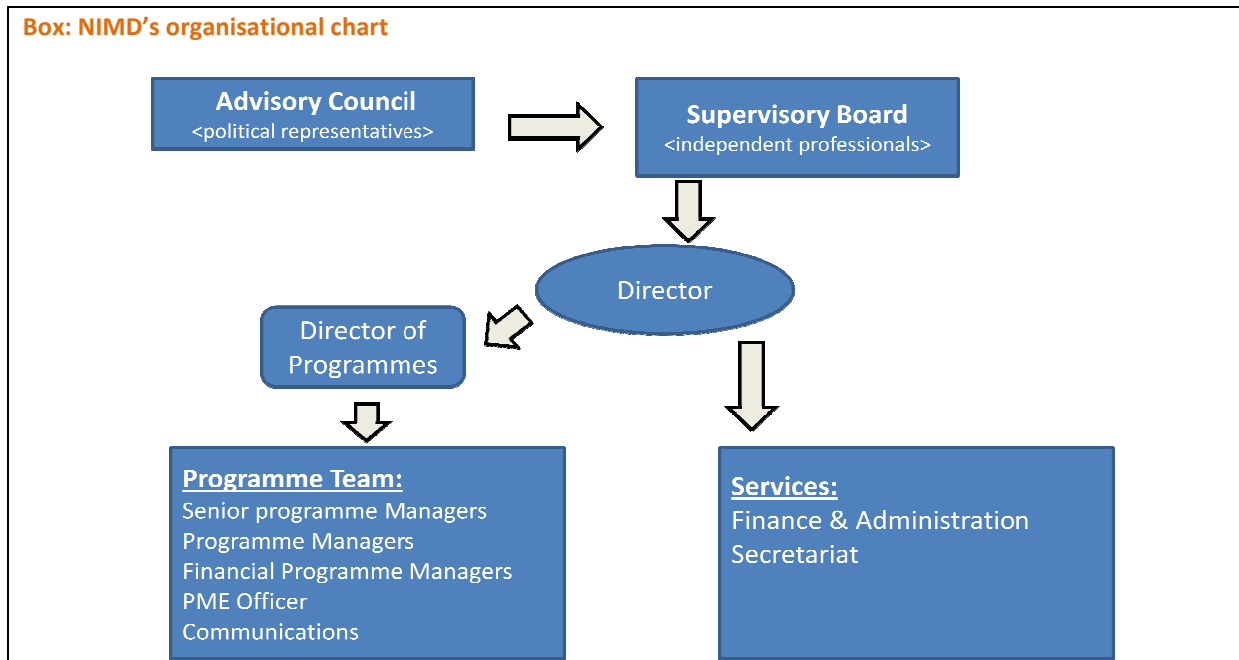 Box: NIMD’s organisational chart
Advisory Council
<political representatives>
Supervisory Board
<independent professionals>
Director
Director of
Programmes
Programme Team:
Senior programme Managers
Programme Managers
Financial Programme Managers
PME Officer
Communications
Services:
Finance & Administration
Secretariat